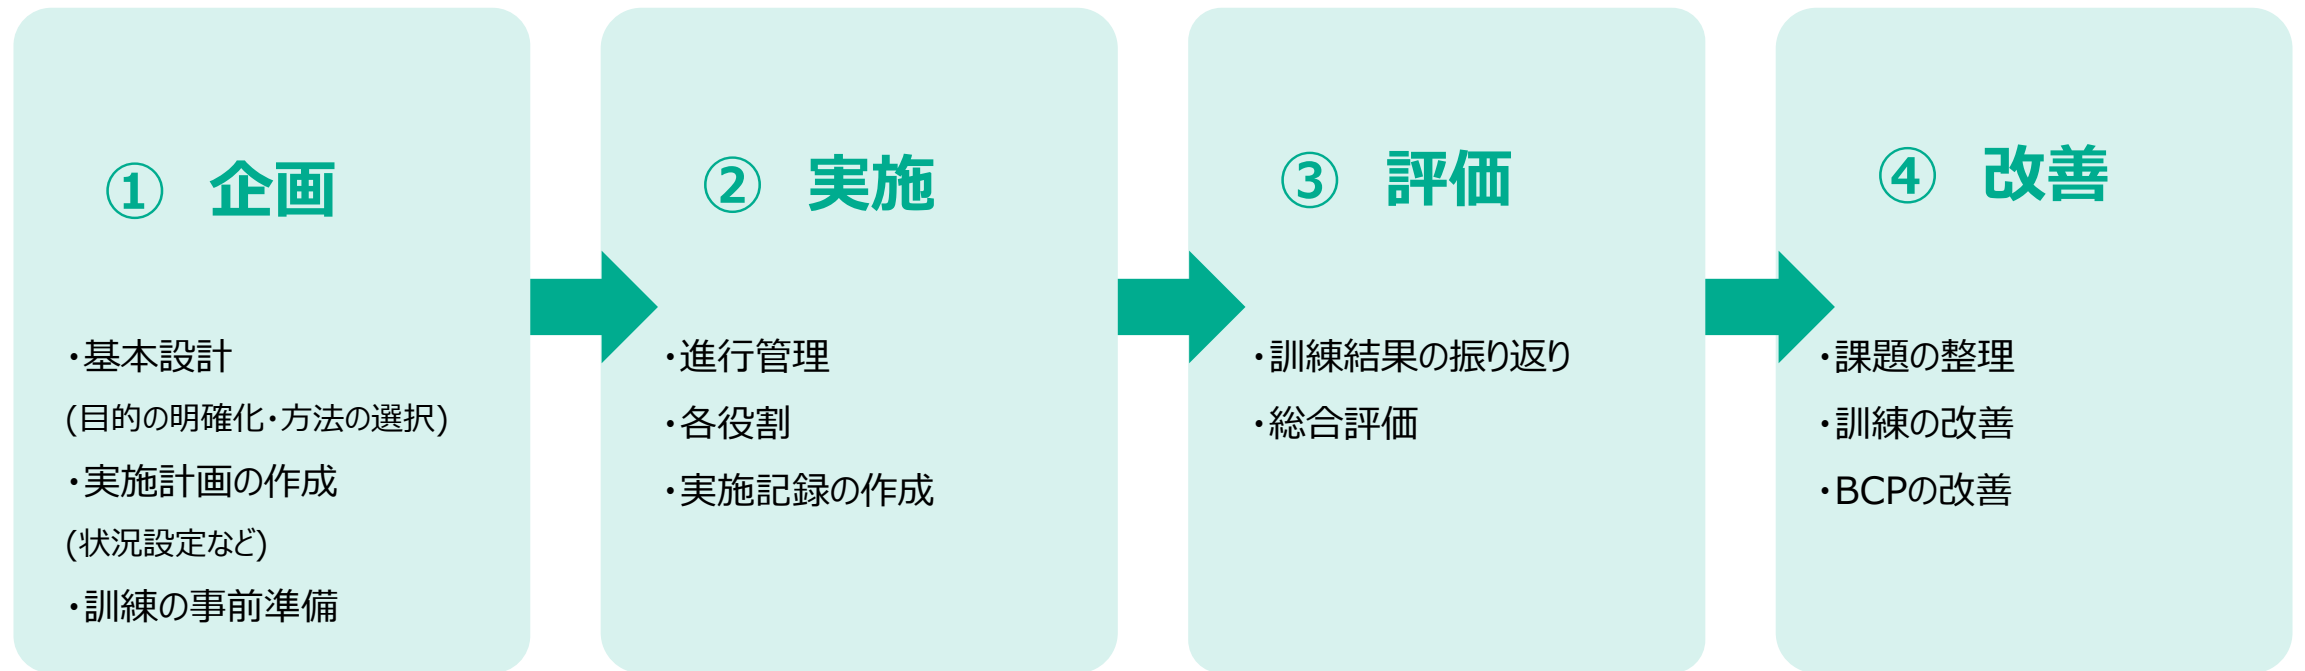 ① 企画
・基本設計
(目的の明確化・方法の選択)
・実施計画の作成
(状況設定など)
・訓練の事前準備
② 実施
・進行管理
・各役割
・実施記録の作成
③ 評価
・訓練結果の振り返り
・総合評価
④ 改善
・課題の整理
・訓練の改善
・BCPの改善